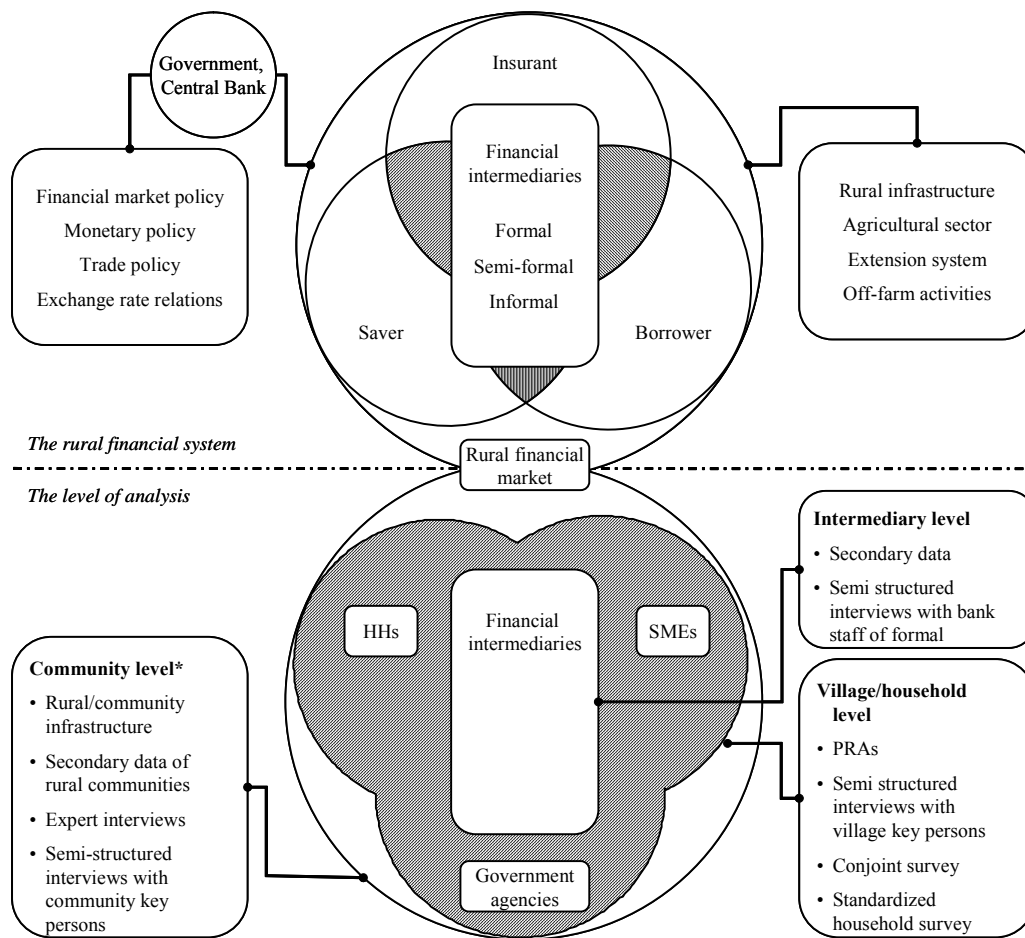 Government,
Central Bank
Financial market policy
Monetary policy
Trade policy
Exchange rate relations
Insurant
Financial
intermediaries
Formal
Semi-formal
Informal
Saver
Borrower
Rural infrastructure
Agricultural sector
Extension system
Off-farm activities
The rural financial system
Rural financial
market
The level of analysis
HHs
Financial
intermediaries
SMEs
Government
agencies
Community level*
• Rural/community
infrastructure
• Secondary data of
rural communities
• Expert interviews
• Semi-structured
interviews with
community key
persons
Intermediary level
• Secondary data
• Semi structured
interviews with bank
staff of formal
Village/household
level
• PRAs
• Semi structured
interviews with
village key persons
• Conjoint survey
• Standardized
household survey